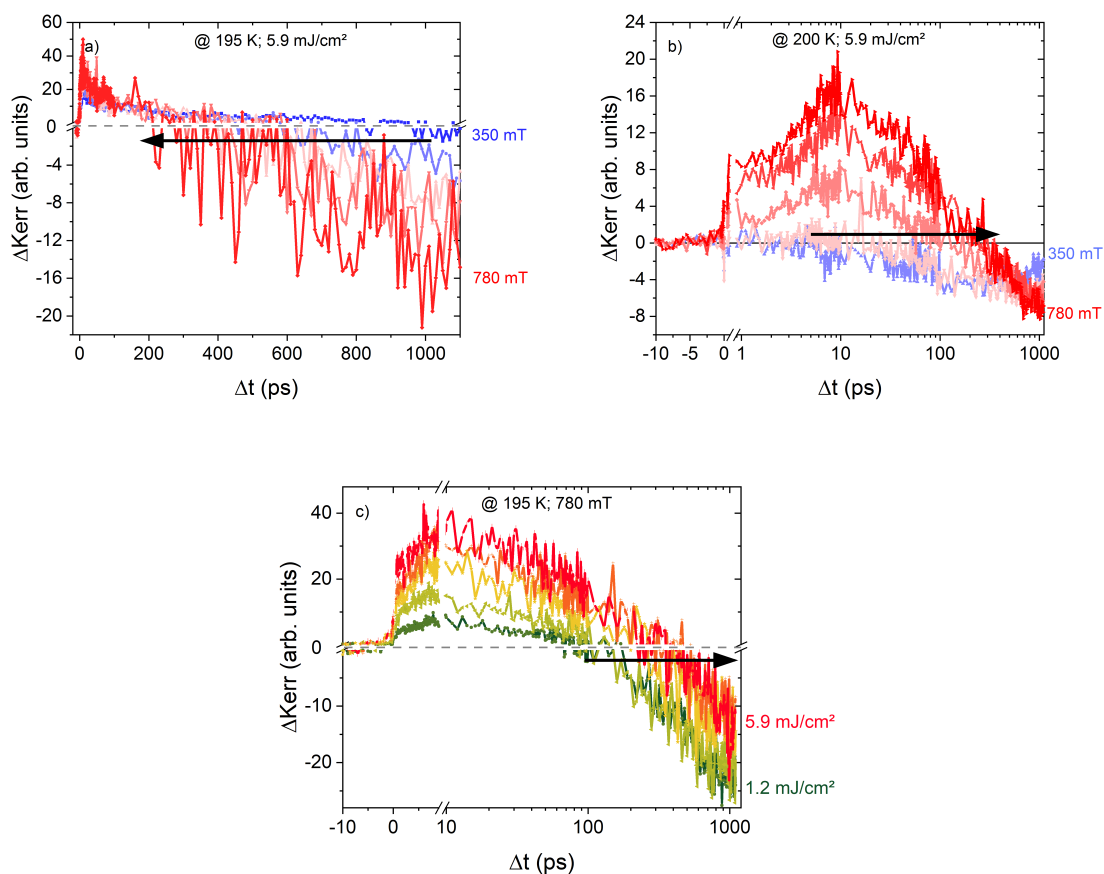 a)
@ 195 K; 5.9 mJ/cm²
60
40
20
0
-4
-8
-12
-16
-20
ΔKerr (arb. units)
350 mT
780 mT
0 200 400 600 800 1000
Δt (ps)
b)
@ 200 K; 5.9 mJ/cm²
24
20
16
12
8
4
0
-4
-8
ΔKerr (arb. units)
350 mT
780 mT
-10 -5 0 1 10 100 1000
Δt (ps)
c)
@ 195 K; 780 mT
40
20
0
-10
-20
ΔKerr (arb. units)
5.9 mJ/cm²
1.2 mJ/cm²
-10 0 10 100 1000
Δt (ps)